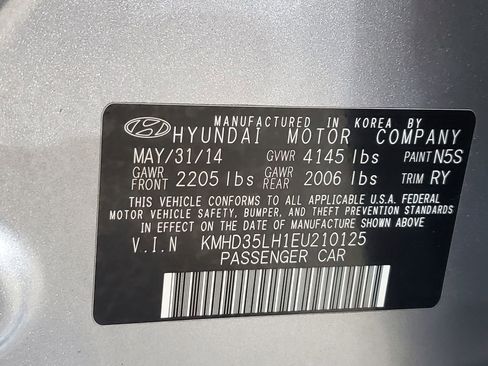 MANUFACTURED IN KOREA BY
HYUNDAI MOTOR COMPANY
MAY/31/14 GVWR 4145 lbs PAINT N5S
GAWR FRONT 2205 lbs GAWR REAR 2006 lbs TRIM RY
THIS VEHICLE CONFORMS TO ALL APPLICABLE U.S.A. FEDERAL
MOTOR VEHICLE SAFETY, BUMPER, AND THEFT PREVENTION STANDARDS
IN EFFECT ON THE DATE OF MANUFACTURE SHOWN ABOVE
V.I.N KMHD35LH1EU210125
PASSENGER CAR